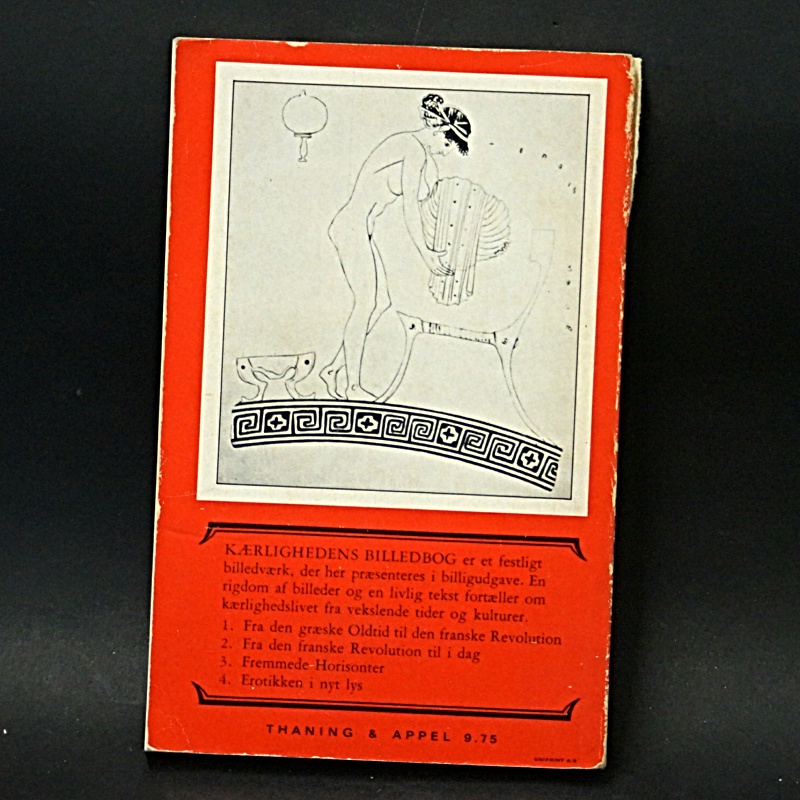 KÆRLIGHEDENS BILLEDBOG er et festligt
billedværk, der her præsenteres i billigudgave. En
rigdom af billeder og en livlig tekst fortæller om
kærlighedslivet fra vekslende tider og kulturer.
1. Fra den græske Oldtid til den franske Revolution
2. Fra den franske Revolution til i dag
3. Fremmede Horisonter
4. Erotikken i nyt lys
THANING & APPEL 9.75